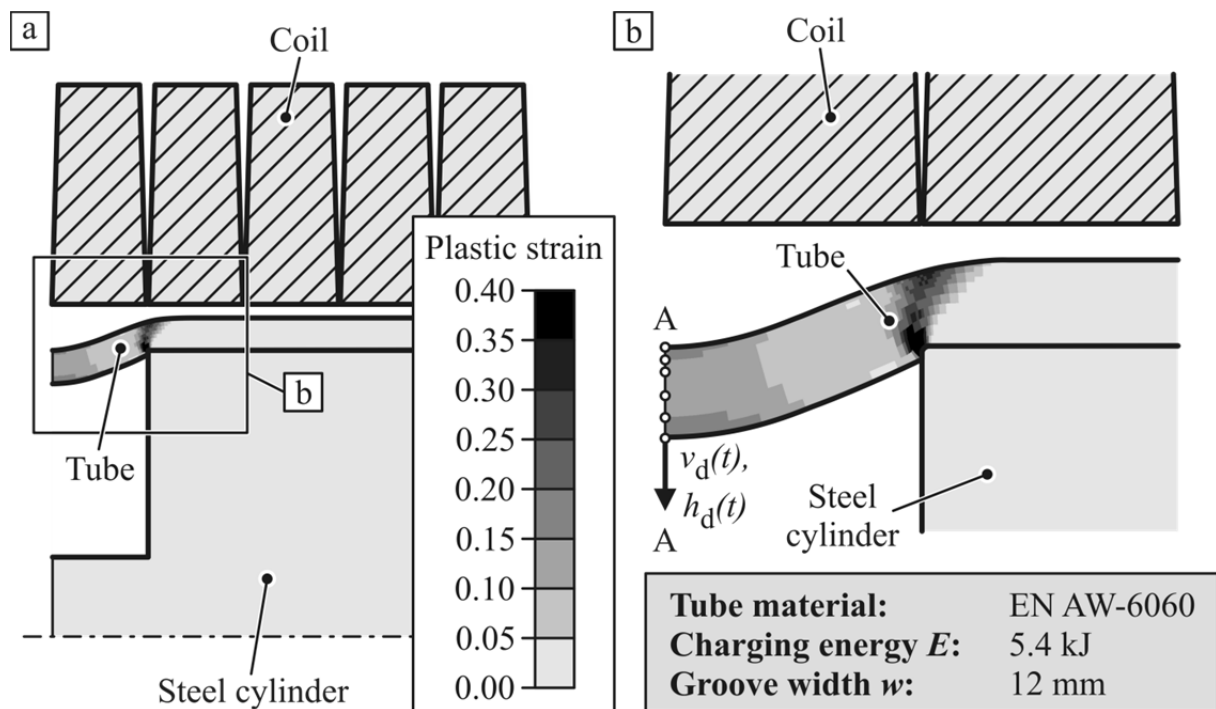 a
Coil
Plastic strain
0.40
0.35
0.30
0.25
0.20
0.15
0.10
0.05
0.00
b
Tube
Steel cylinder
b
Coil
Tube
A
v_d(t),
h_d(t)
A
Steel
cylinder
Tube material: EN AW-6060
Charging energy E: 5.4 kJ
Groove width w: 12 mm